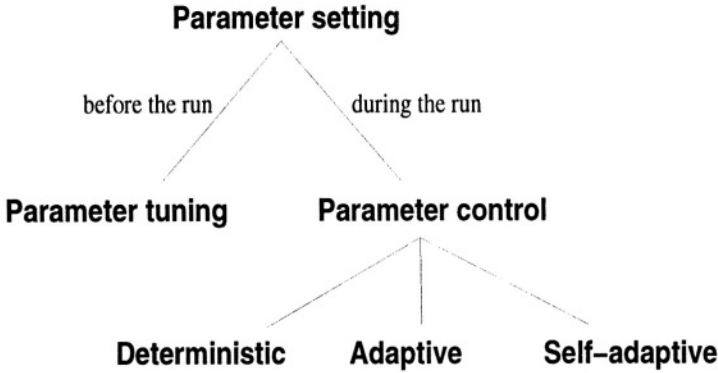 Parameter setting
before the run
during the run
Parameter tuning
Parameter control
Deterministic
Adaptive
Self–adaptive